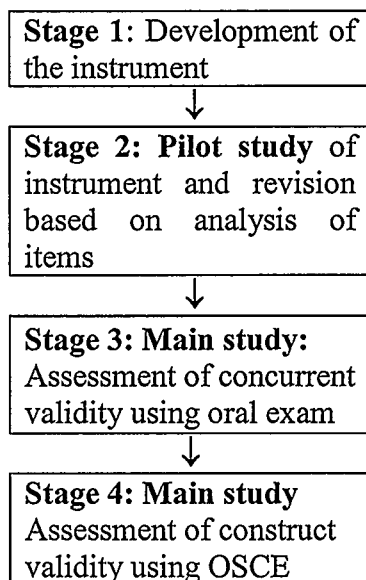 Stage 1: Development of
the instrument
Stage 2: Pilot study of
instrument and revision
based on analysis of
items
Stage 3: Main study:
Assessment of concurrent
validity using oral exam
Stage 4: Main study
Assessment of construct
validity using OSCE